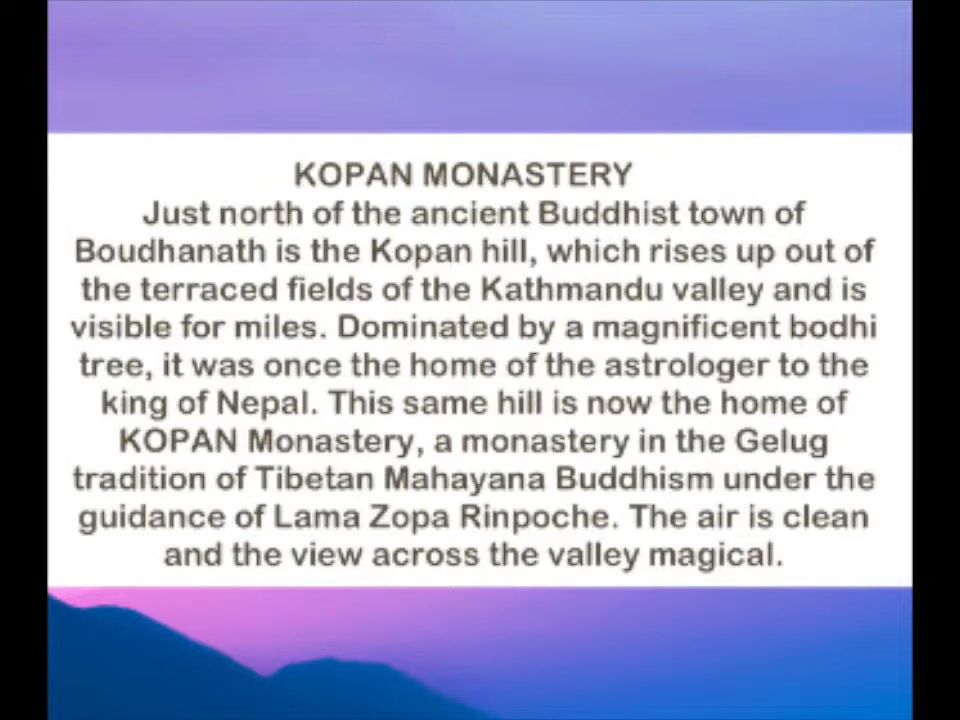 KOPAN MONASTERY
Just north of the ancient Buddhist town of
Boudhanath is the Kopan hill, which rises up out of
the terraced fields of the Kathmandu valley and is
visible for miles. Dominated by a magnificent bodhi
tree, it was once the home of the astrologer to the
king of Nepal. This same hill is now the home of
KOPAN Monastery, a monastery in the Gelug
tradition of Tibetan Mahayana Buddhism under the
guidance of Lama Zopa Rinpoche. The air is clean
and the view across the valley magical.